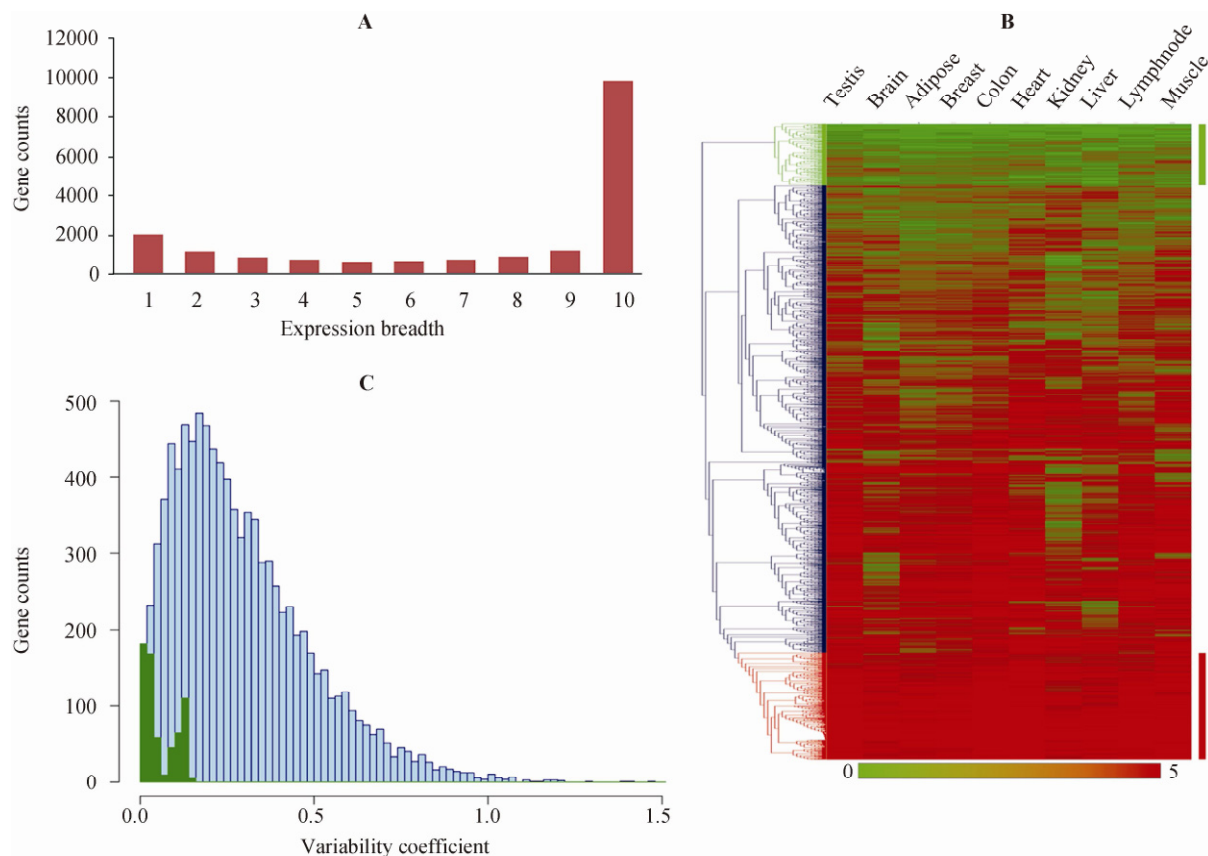 A
12000
10000
8000
6000
4000
2000
0
Gene counts
1 2 3 4 5 6 7 8 9 10
Expression breadth
B
Testis Brain Adipose Breast Colon Heart Kidney Liver Lymphnode Muscle
0 5
C
500
400
300
200
100
0
Gene counts
0.0 0.5 1.0 1.5
Variability coefficient